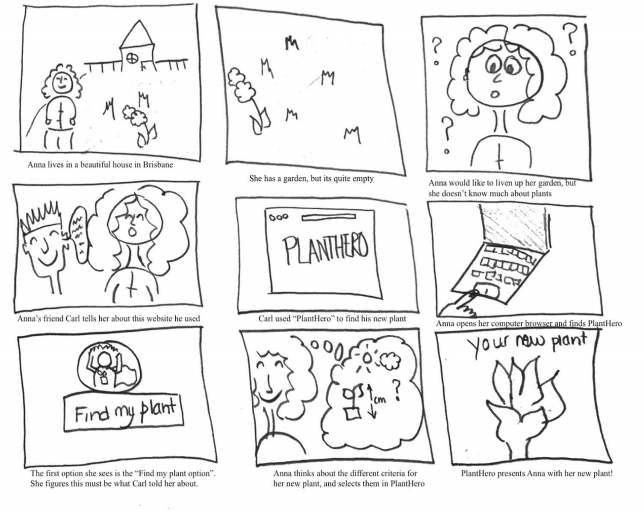 ? ?
?
Anna lives in a beautiful house in Brisbane
She has a garden, but its quite empty
Anna would like to liven up her garden, but
she doesn't know much about plants
PLANTHERO
Anna's friend Carl tells her about this website he used
Carl used "PlantHero" to find his new plant
Anna opens her computer browser and finds PlantHero
Find my plant
cm ?
your new plant
The first option she sees is the "Find my plant option".
She figures this must be what Carl told her about.
Anna thinks about the different criteria for
her new plant, and selects them in PlantHero
PlantHero presents Anna with her new plant!